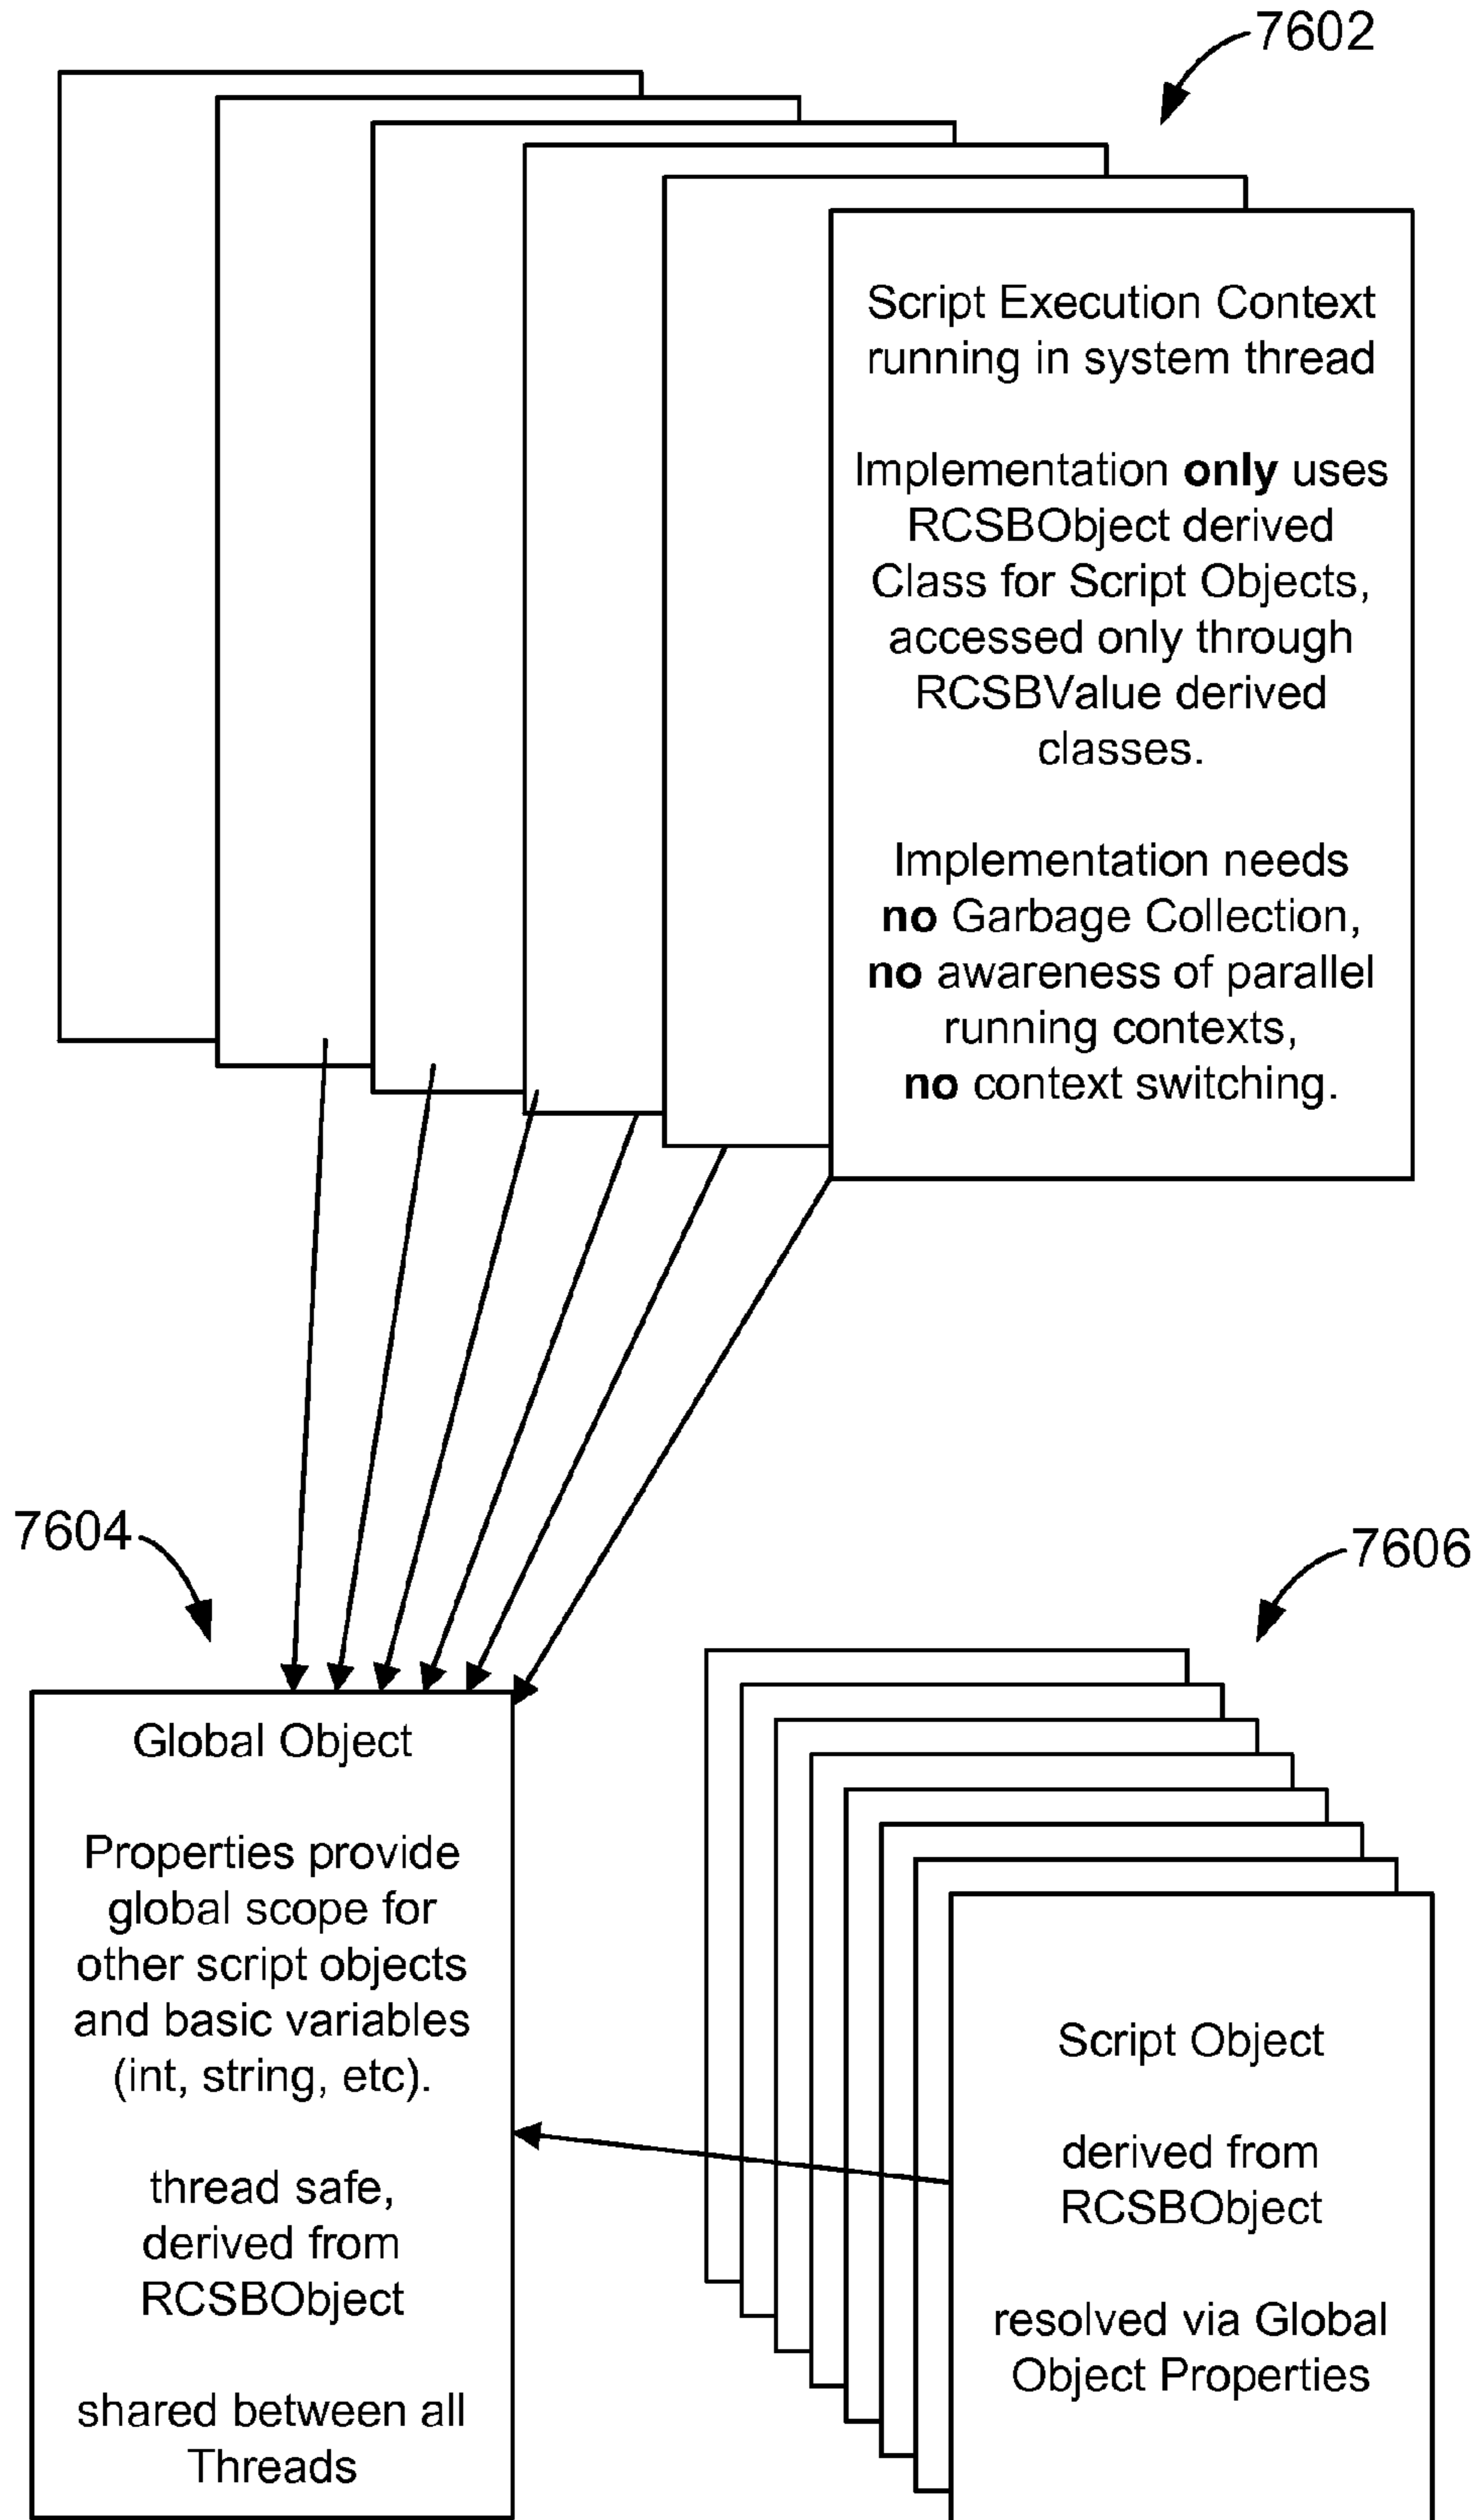 7602
Script Execution Context
running in system thread
Implementation only uses
RCSBObject derived
Class for Script Objects,
accessed only through
RCSBValue derived
classes.
Implementation needs
no Garbage Collection,
no awareness of parallel
running contexts,
no context switching.
7604
7606
Global Object
Properties provide
global scope for
other script objects
and basic variables
(int, string, etc).
thread safe,
derived from
RCSBObject
shared between all
Threads
Script Object
derived from
RCSBObject
resolved via Global
Object Properties